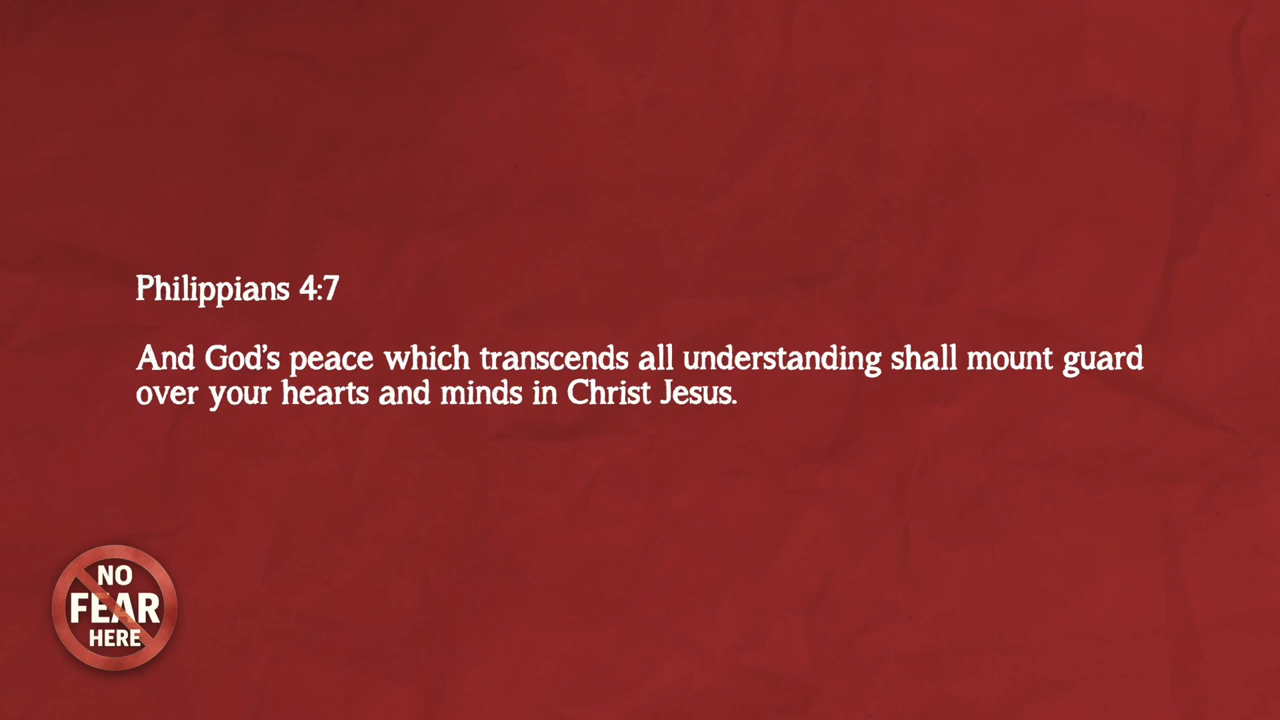 Philippians 4:7
And God's peace which transcends all understanding shall mount guard
over your hearts and minds in Christ Jesus.
NO
FEAR
HERE